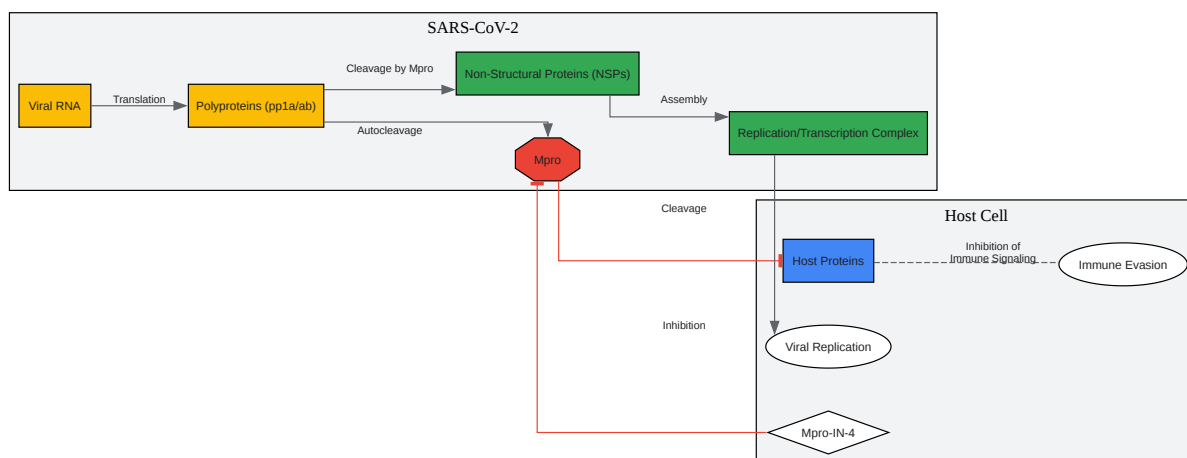 SARS-CoV-2
Cleavage by Mpro
Non-Structural Proteins (NSPs)
Viral RNA
Translation
Polyproteins (pp1a/ab)
Assembly
Autocleavage
Replication/Transcription Complex
Mpro
Cleavage
Host Cell
Host Proteins
Inhibition of
Immune Signaling
Immune Evasion
Inhibition
Viral Replication
Mpro-IN-4